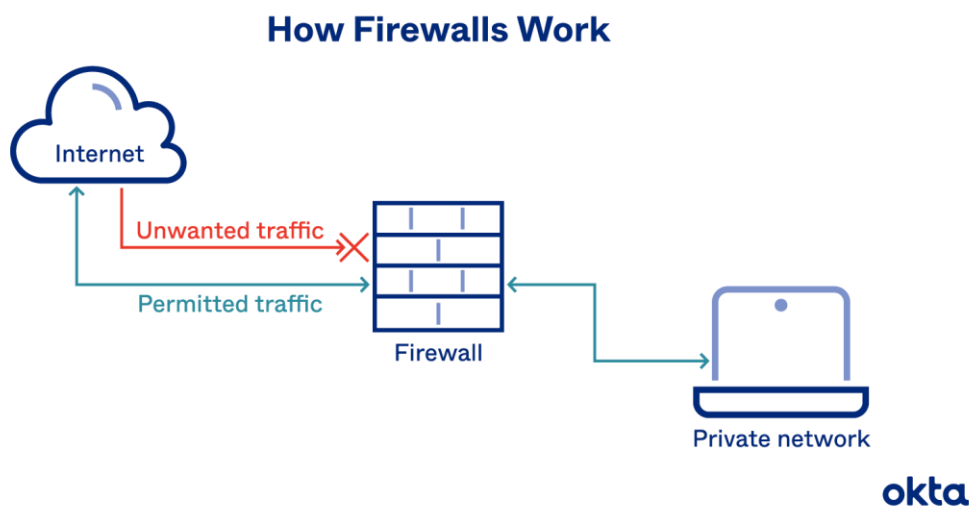 How Firewalls Work
Internet
Unwanted traffic
Permitted traffic
Firewall
Private network
okta